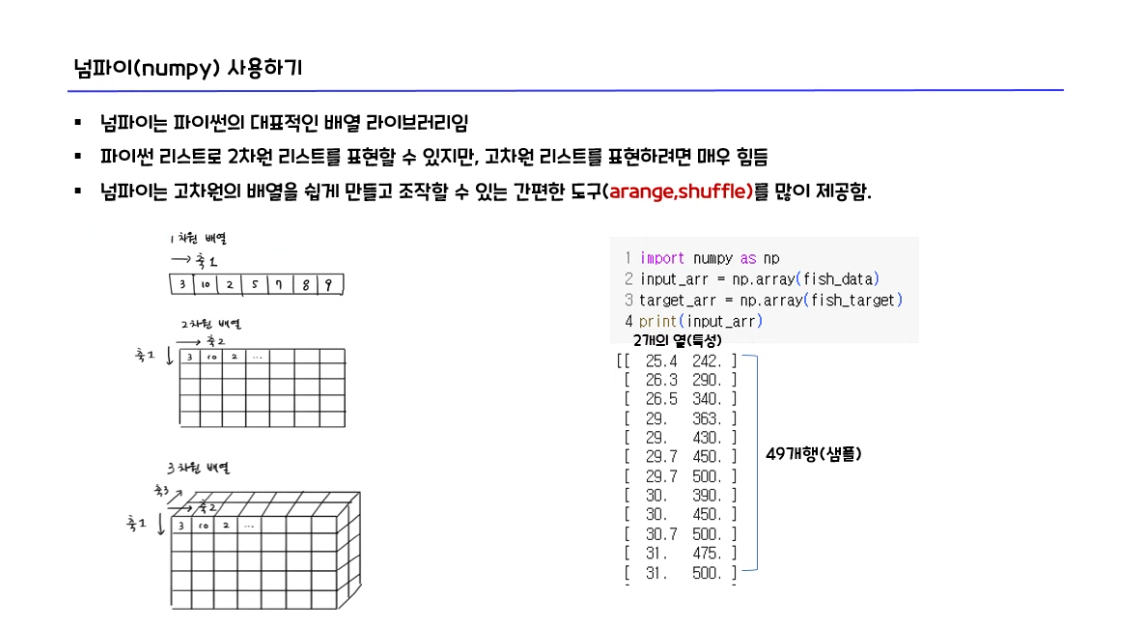 넘파이(numpy) 사용하기
▪ 넘파이는 파이썬의 대표적인 배열 라이브러리임
▪ 파이썬 리스트로 2차원 리스트를 표현할 수 있지만, 고차원 리스트를 표현하려면 매우 힘듬
▪ 넘파이는 고차원의 배열을 쉽게 만들고 조작할 수 있는 간편한 도구(arange,shuffle)를 많이 제공함.
1차원 배열
→ 축1
3 10 2 5 7 8 9
2차원 배열
→ 축2
축1 ↓
3 10 2 ...
3차원 배열
축3
→ 축2
축1 ↓
3 10 2 ...
1 import numpy as np
2 input_arr = np.array(fish_data)
3 target_arr = np.array(fish_target)
4 print(input_arr)
2개의 열(특성)
[[ 25.4 242. ]
[ 26.3 290. ]
[ 26.5 340. ]
[ 29. 363. ]
[ 29. 430. ]
[ 29.7 450. ]
[ 29.7 500. ]
[ 30. 390. ]
[ 30. 450. ]
[ 30.7 500. ]
[ 31. 475. ]
[ 31. 500. ]
49개행(샘플)